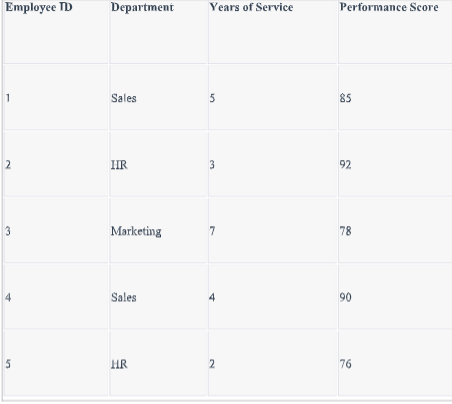 Employee ID Department Years of Service Performance Score
1 Sales 5 85
2 HR 3 92
3 Marketing 7 78
4 Sales 4 90
5 HR 2 76